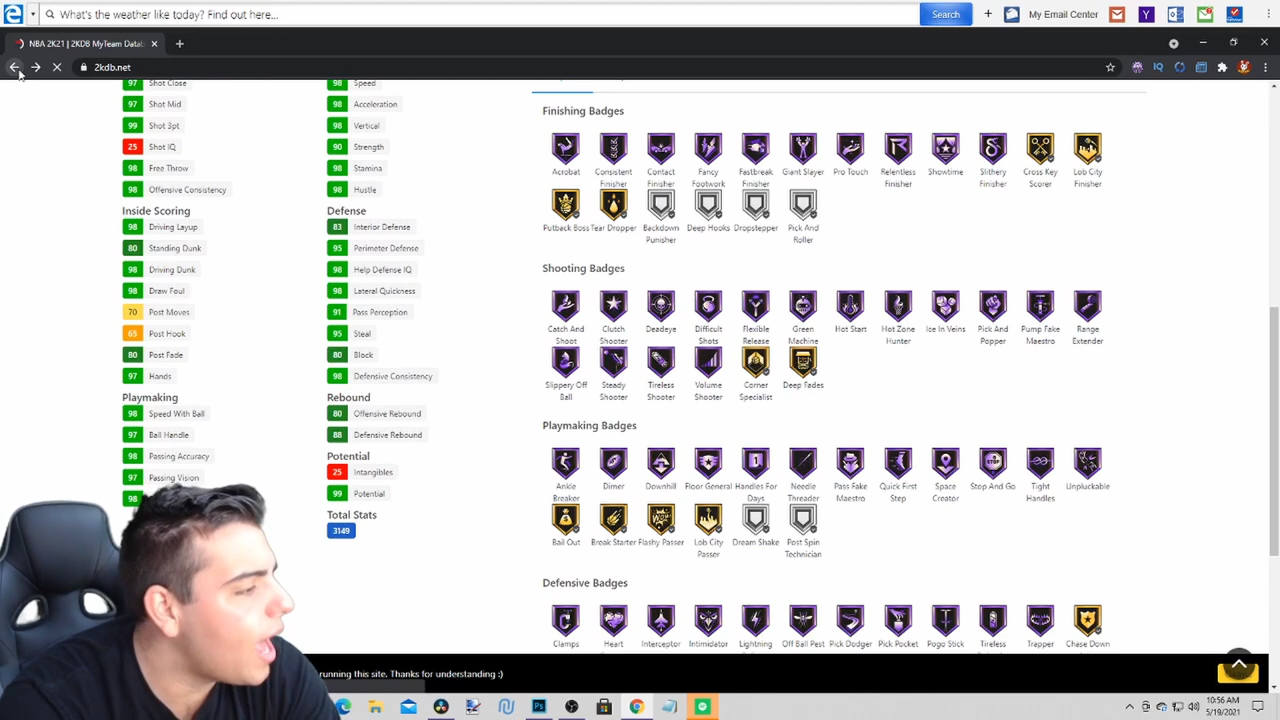 What's the weather like today? Find out here...
Search
My Email Center
NBA 2K21 | 2KDB MyTeam Datab
2kdb.net
97 Shot Close
97 Shot Mid
99 Shot 3pt
25 Shot IQ
98 Free Throw
98 Offensive Consistency
Inside Scoring
98 Driving Layup
80 Standing Dunk
98 Driving Dunk
98 Draw Foul
70 Post Moves
65 Post Hook
80 Post Fade
97 Hands
Playmaking
98 Speed With Ball
97 Ball Handle
98 Passing Accuracy
97 Passing Vision
98
98 Speed
98 Acceleration
98 Vertical
90 Strength
98 Stamina
98 Hustle
Defense
83 Interior Defense
95 Perimeter Defense
98 Help Defense IQ
98 Lateral Quickness
91 Pass Perception
95 Steal
80 Block
98 Defensive Consistency
Rebound
80 Offensive Rebound
88 Defensive Rebound
Potential
25 Intangibles
99 Potential
Total Stats
3149
Finishing Badges
Acrobat Consistent Finisher Contact Finisher Fancy Footwork Fastbreak Finisher Giant Slayer Pro Touch Relentless Finisher Showtime Slithery Finisher Cross Key Scorer Lob City Finisher
Putback Boss Tear Dropper Backdown Punisher Deep Hooks Dropstepper Pick And Roller
Shooting Badges
Catch And Shoot Clutch Shooter Deadeye Difficult Shots Flexible Release Green Machine Hot Start Hot Zone Hunter Ice In Veins Pick And Popper Pump Fake Maestro Range Extender
Slippery Off Ball Steady Shooter Tireless Shooter Volume Shooter Corner Specialist Deep Fades
Playmaking Badges
Ankle Breaker Dimer Downhill Floor General Handles For Days Needle Threader Pass Fake Maestro Quick First Step Space Creator Stop And Go Tight Handles Unpluckable
Bail Out Break Starter Flashy Passer Lob City Passer Dream Shake Post Spin Technician
Defensive Badges
Clamps Heart Interceptor Intimidator Lightning Off Ball Pest Pick Dodger Pick Pocket Pogo Stick Tireless Trapper Chase Down
running this site. Thanks for understanding :)
10:56 AM
5/19/2021